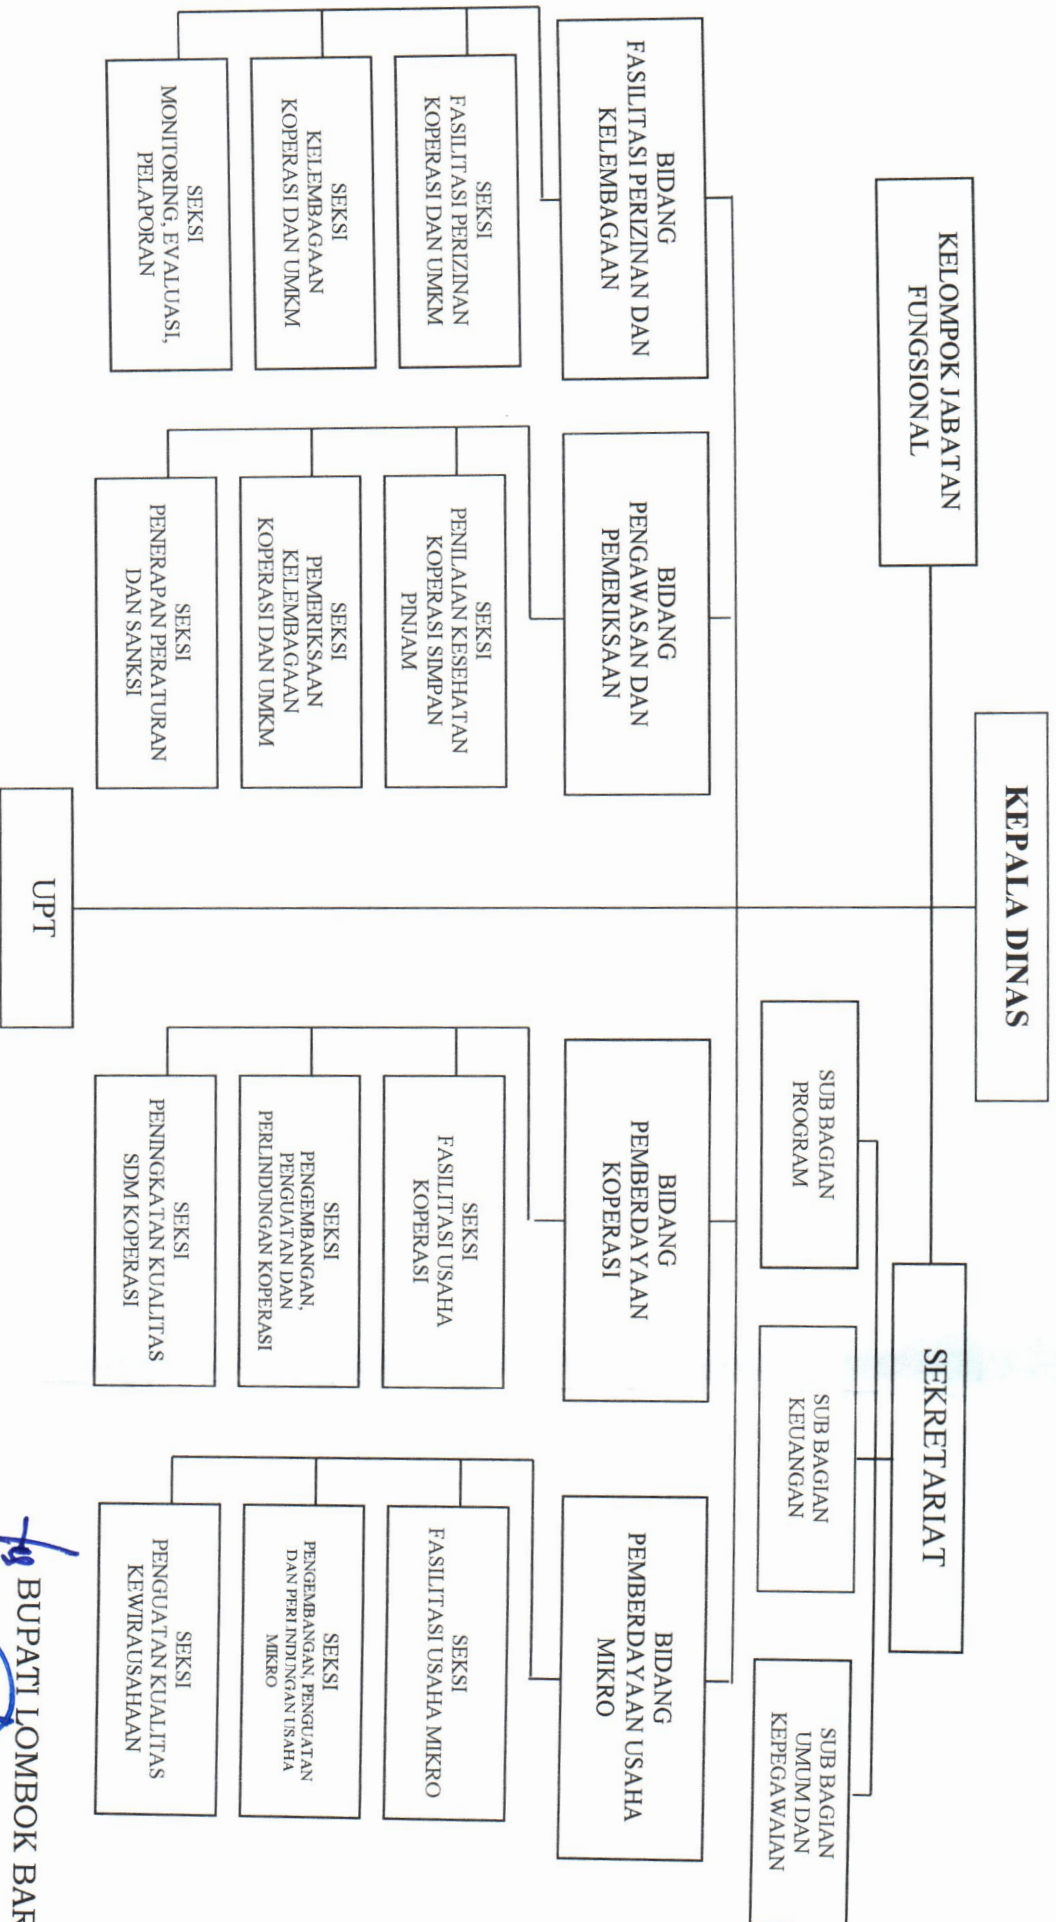 KEPALA DINAS
KELOMPOK JABATAN
FUNGSIONAL
SEKRETARIAT
SUB BAGIAN
PROGRAM
SUB BAGIAN
KEUANGAN
SUB BAGIAN
UMUM DAN
KEPEGAWAIAN
BIDANG
FASILITASI PERIZINAN DAN
KELEMBAGAAN
SEKSI
FASILITASI PERIZINAN
KOPERASI DAN UMKM
SEKSI
KELEMBAGAAN
KOPERASI DAN UMKM
SEKSI
MONITORING, EVALUASI,
PELAPORAN
BIDANG
PENGAWASAN DAN
PEMERIKSAAN
SEKSI
PENILAIAN KESEHATAN
KOPERASI SIMPAN
PINJAM
SEKSI
PEMERIKSAAN
KELEMBAGAAN
KOPERASI DAN UMKM
SEKSI
PENERAPAN PERATURAN
DAN SANKSI
BIDANG
PEMBERDAYAAN
KOPERASI
SEKSI
FASILITASI USAHA
KOPERASI
SEKSI
PENGEMBANGAN,
PENGUATAN DAN
PERLINDUNGAN KOPERASI
SEKSI
PENINGKATAN KUALITAS
SDM KOPERASI
BIDANG
PEMBERDAYAAN USAHA
MIKRO
SEKSI
FASILITASI USAHA MIKRO
SEKSI
PENGEMBANGAN, PENGUATAN
DAN PERLINDUNGAN USAHA
MIKRO
SEKSI
PENGUATAN KUALITAS
KEWIRAUSAHAAN
UPT
BUPATI LOMBOK BAR